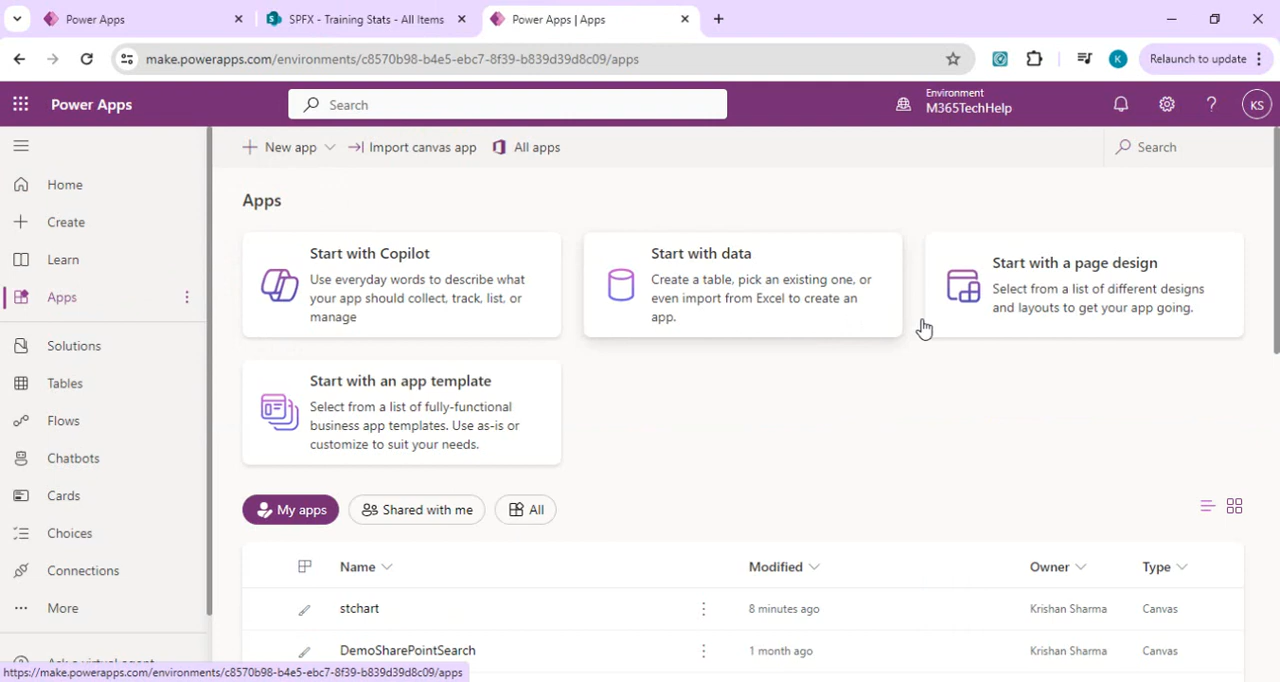 Power Apps
SPFX - Training Stats - All Items
Power Apps | Apps
make.powerapps.com/environments/c8570b98-b4e5-ebc7-8f39-b839d39d8c09/apps
K
Relaunch to update
Power Apps
Search
Environment
M365TechHelp
KS
New app
Import canvas app
All apps
Search
Home
Create
Learn
Apps
Solutions
Tables
Flows
Chatbots
Cards
Choices
Connections
More
Apps
Start with Copilot
Use everyday words to describe what
your app should collect, track, list, or
manage
Start with data
Create a table, pick an existing one, or
even import from Excel to create an
app.
Start with a page design
Select from a list of different designs
and layouts to get your app going.
Start with an app template
Select from a list of fully-functional
business app templates. Use as-is or
customize to suit your needs.
My apps
Shared with me
All
Name
Modified
Owner
Type
stchart
8 minutes ago
Krishan Sharma
Canvas
DemoSharePointSearch
1 month ago
Krishan Sharma
Canvas
https://make.powerapps.com/environments/c8570b98-b4e5-ebc7-8f39-b839d39d8c09/apps